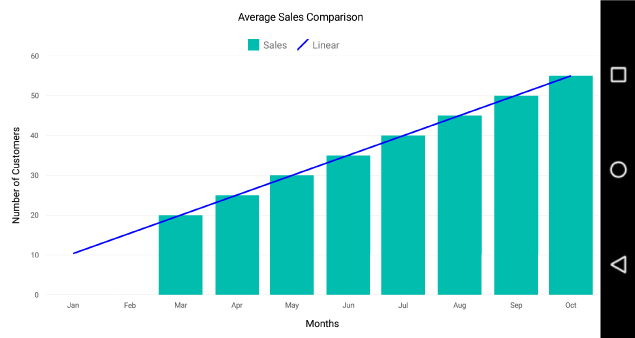 Average Sales Comparison
Sales Linear
60
50
40
30
20
10
0
Number of Customers
Jan Feb Mar Apr May Jun Jul Aug Sep Oct
Months